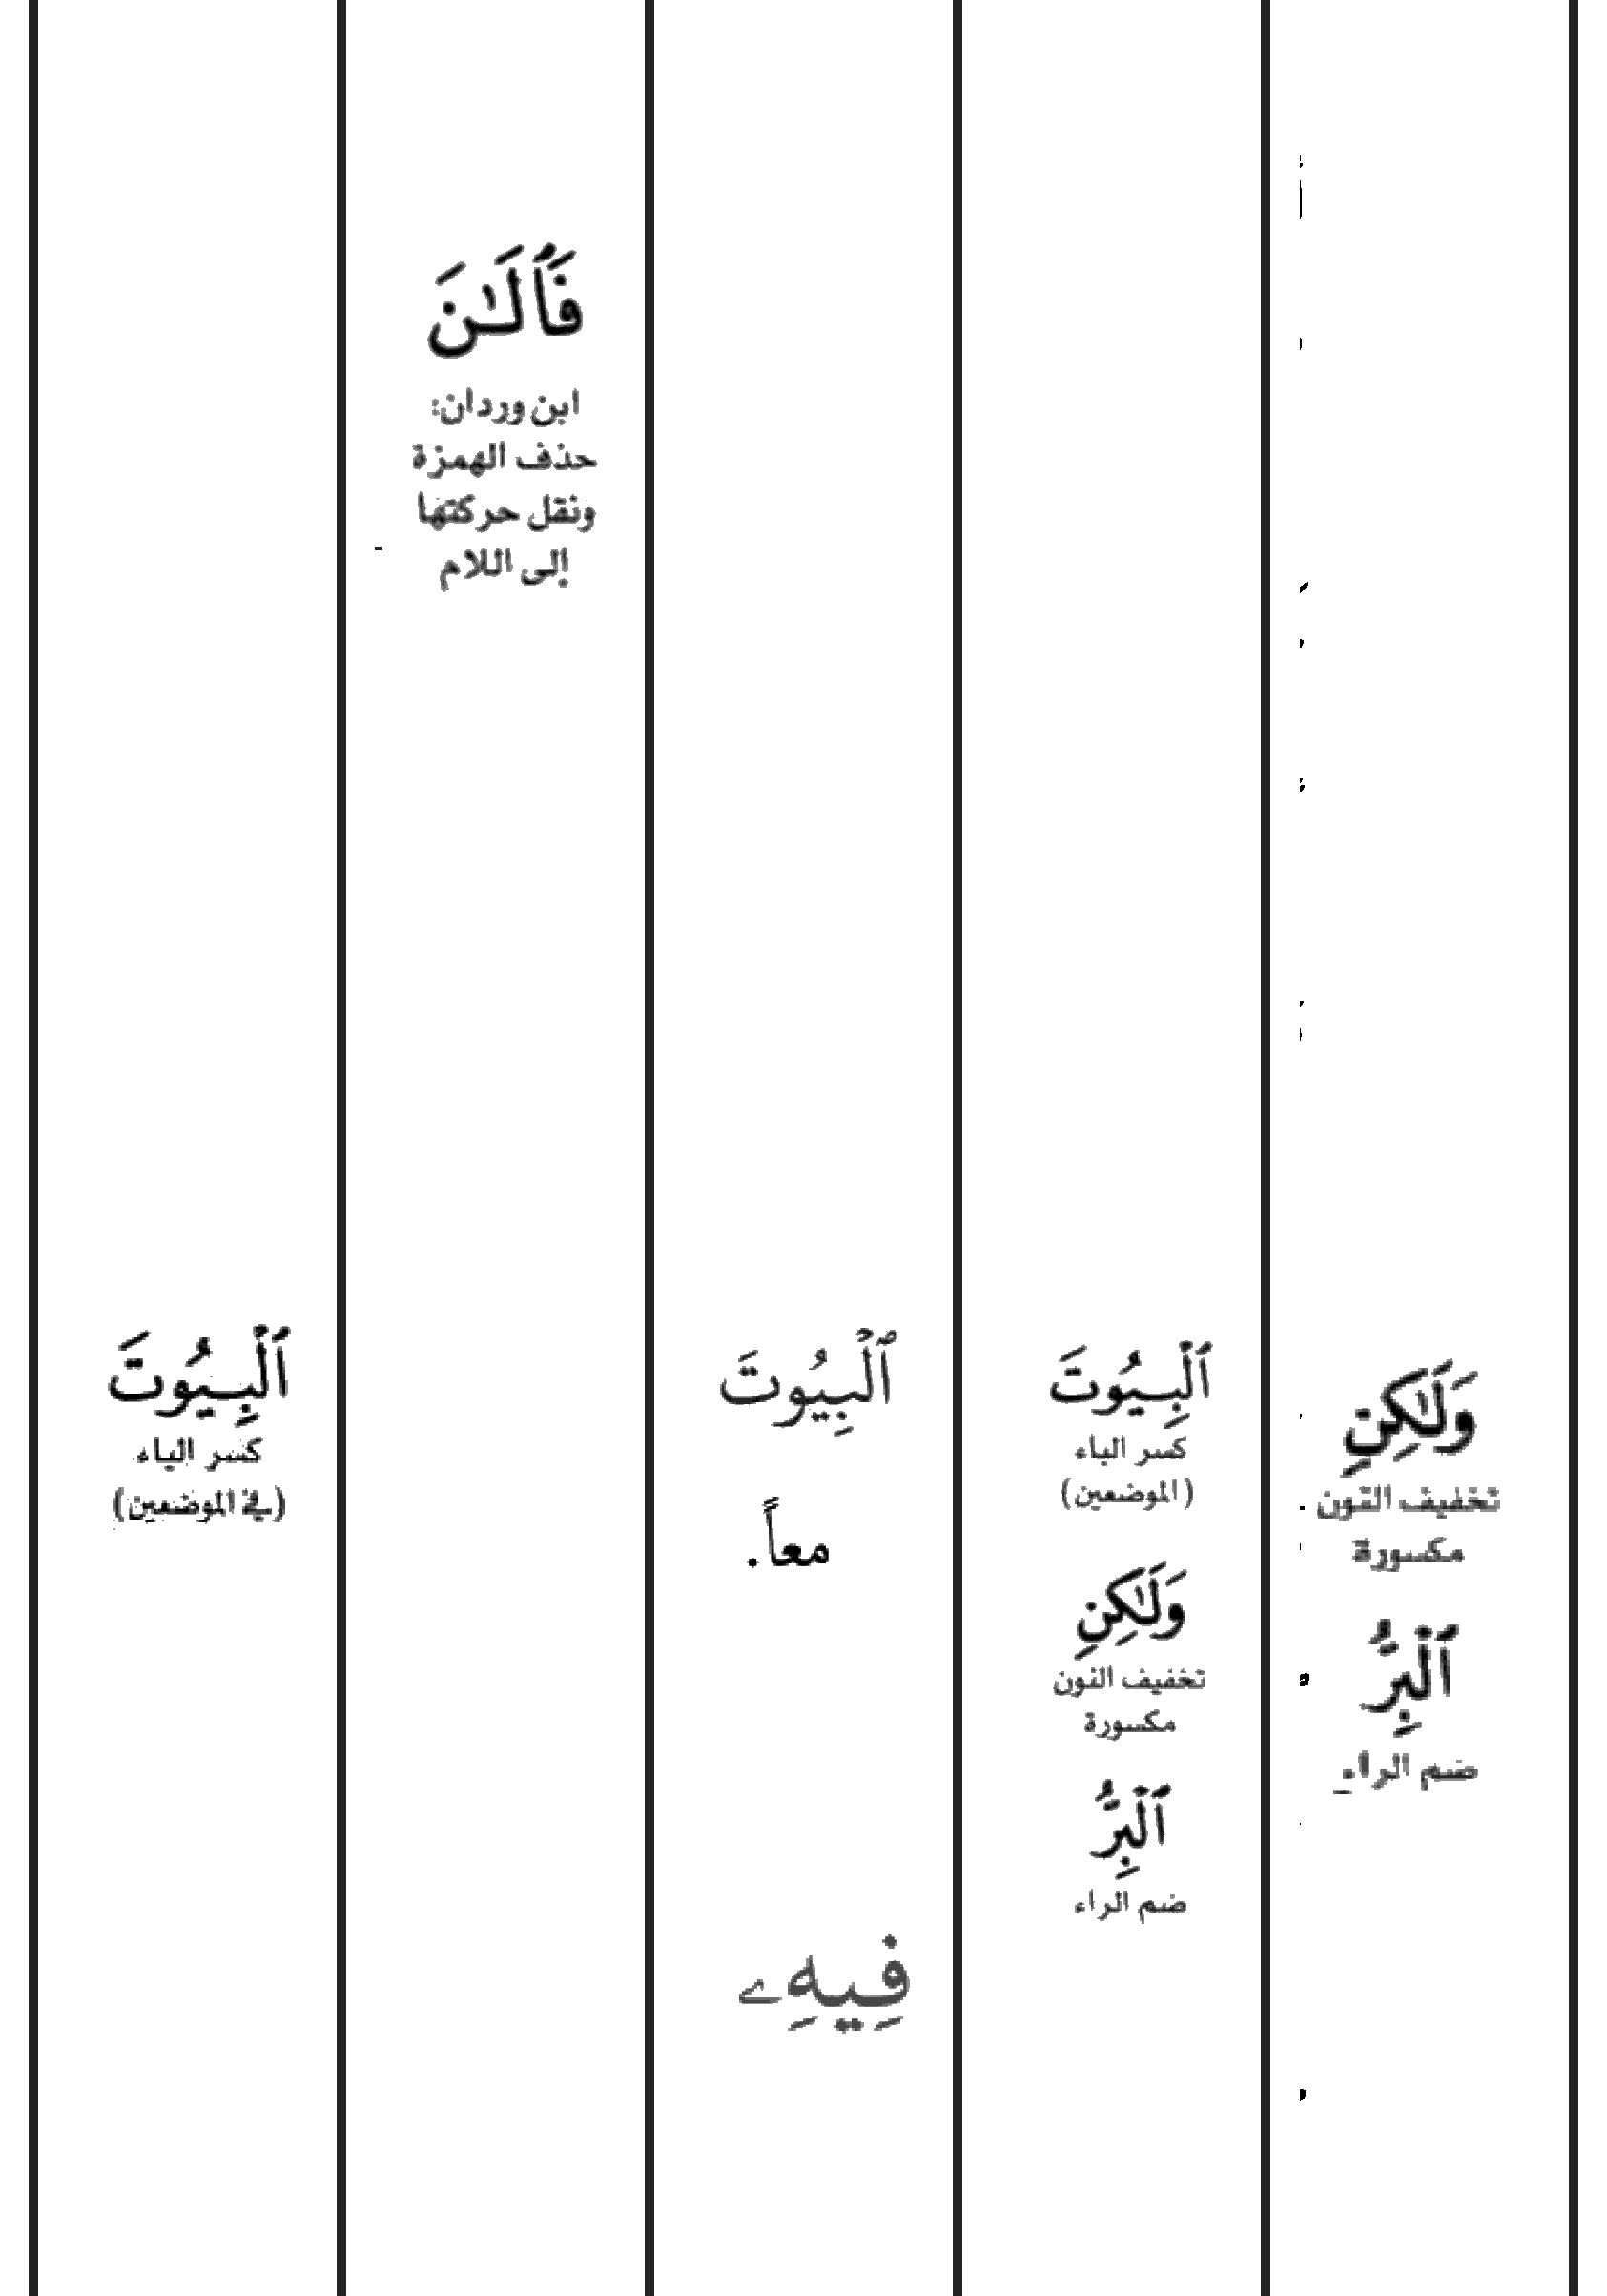 وَلَٰكِنِ
تخفيف النون
مكسورة
ٱلْبِرُّ
ضم الراء
ٱلْبِيُوتَ
كسر الباء
(الموضعين)
وَلَٰكِنِ
تخفيف النون
مكسورة
ٱلْبِرُّ
ضم الراء
ٱلْبِيُوتَ
معاً.
فِيهِۦ
فَٱلَـٰنَ
ابن وردان:
حذف الهمزة
ونقل حركتها
إلى اللام
ٱلْبِيُوتَ
كسر الباء
(في الموضعين)